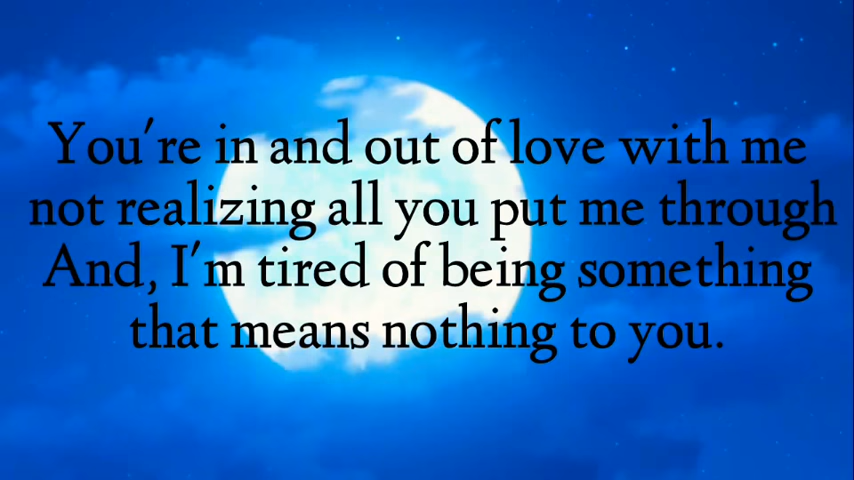 You're in and out of love with me
not realizing all you put me through
And, I'm tired of being something
that means nothing to you.